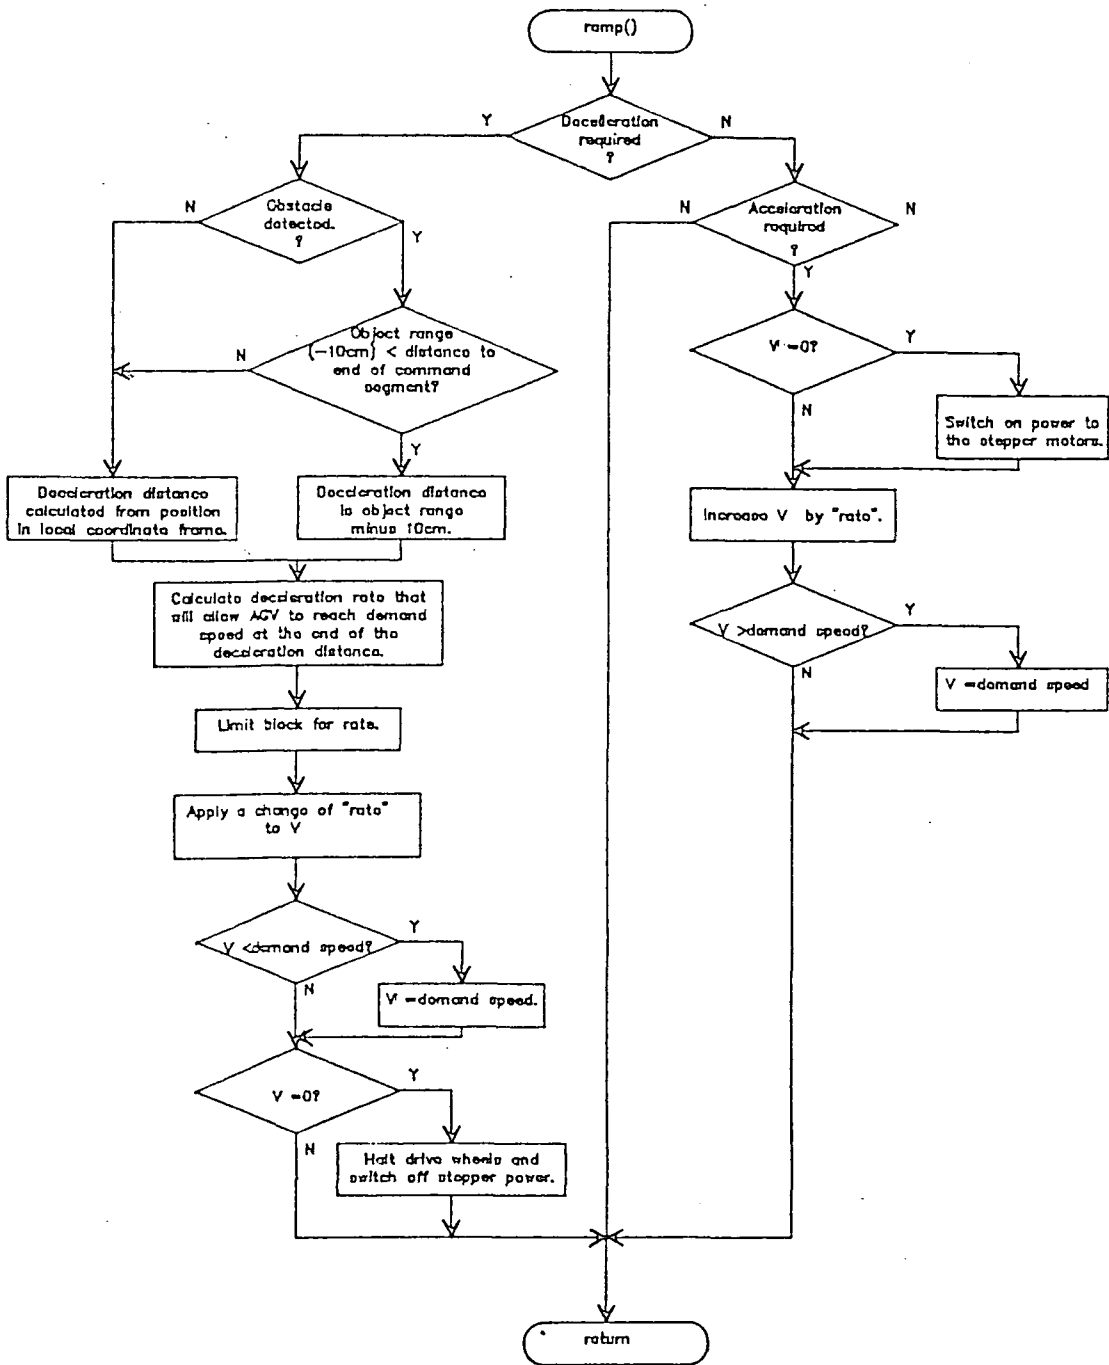 ramp()
Y
Deceleration
required
?
N
N
Obstacle
detected.
?
Y
N
Acceleration
required
?
N
Y
Object range
(-10cm) < distance to
end of command
segment?
N
Y
V =0?
Y
N
Switch on power to
the stepper motors.
Deceleration distance
calculated from position
in local coordinate frame.
Deceleration distance
is object range
minus 10cm.
Increase V by "rate".
Calculate deceleration rate that
will allow AGV to reach demand
speed at the end of the
deceleration distance.
V >demand speed?
Y
N
V =demand speed
Limit block for rate.
Apply a change of "rate"
to V
V <demand speed?
Y
N
V =demand speed.
V =0?
Y
N
Halt drive wheels and
switch off stepper power.
return